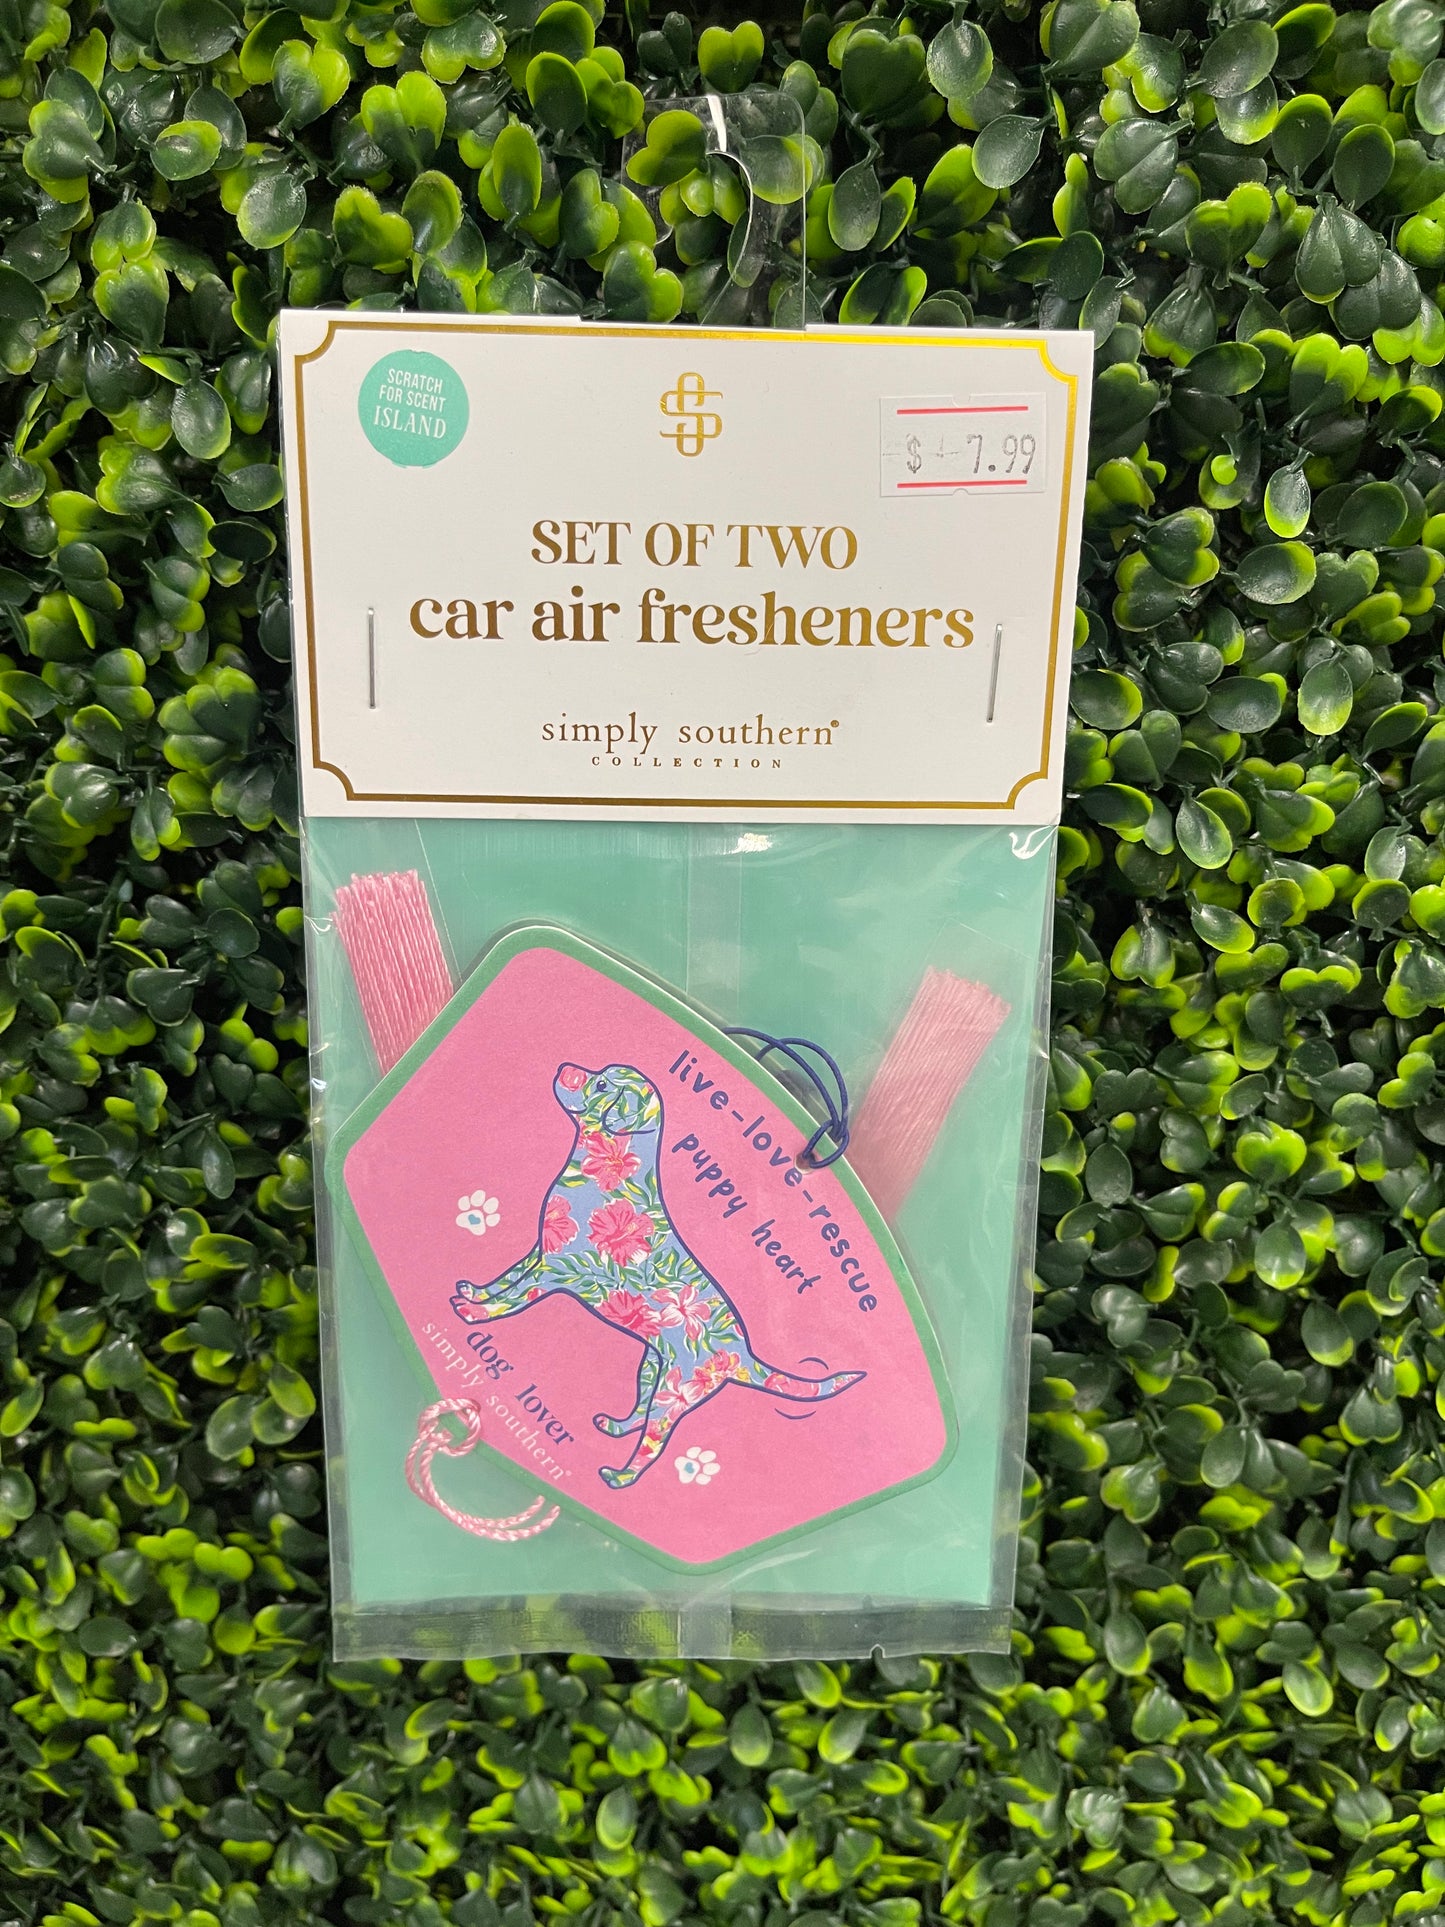 SCRATCH
FOR SCENT
ISLAND
$ 7.99
SET OF TWO
car air fresheners
simply southern®
COLLECTION
live-love-rescue
puppy heart
dog lover
simply southern®